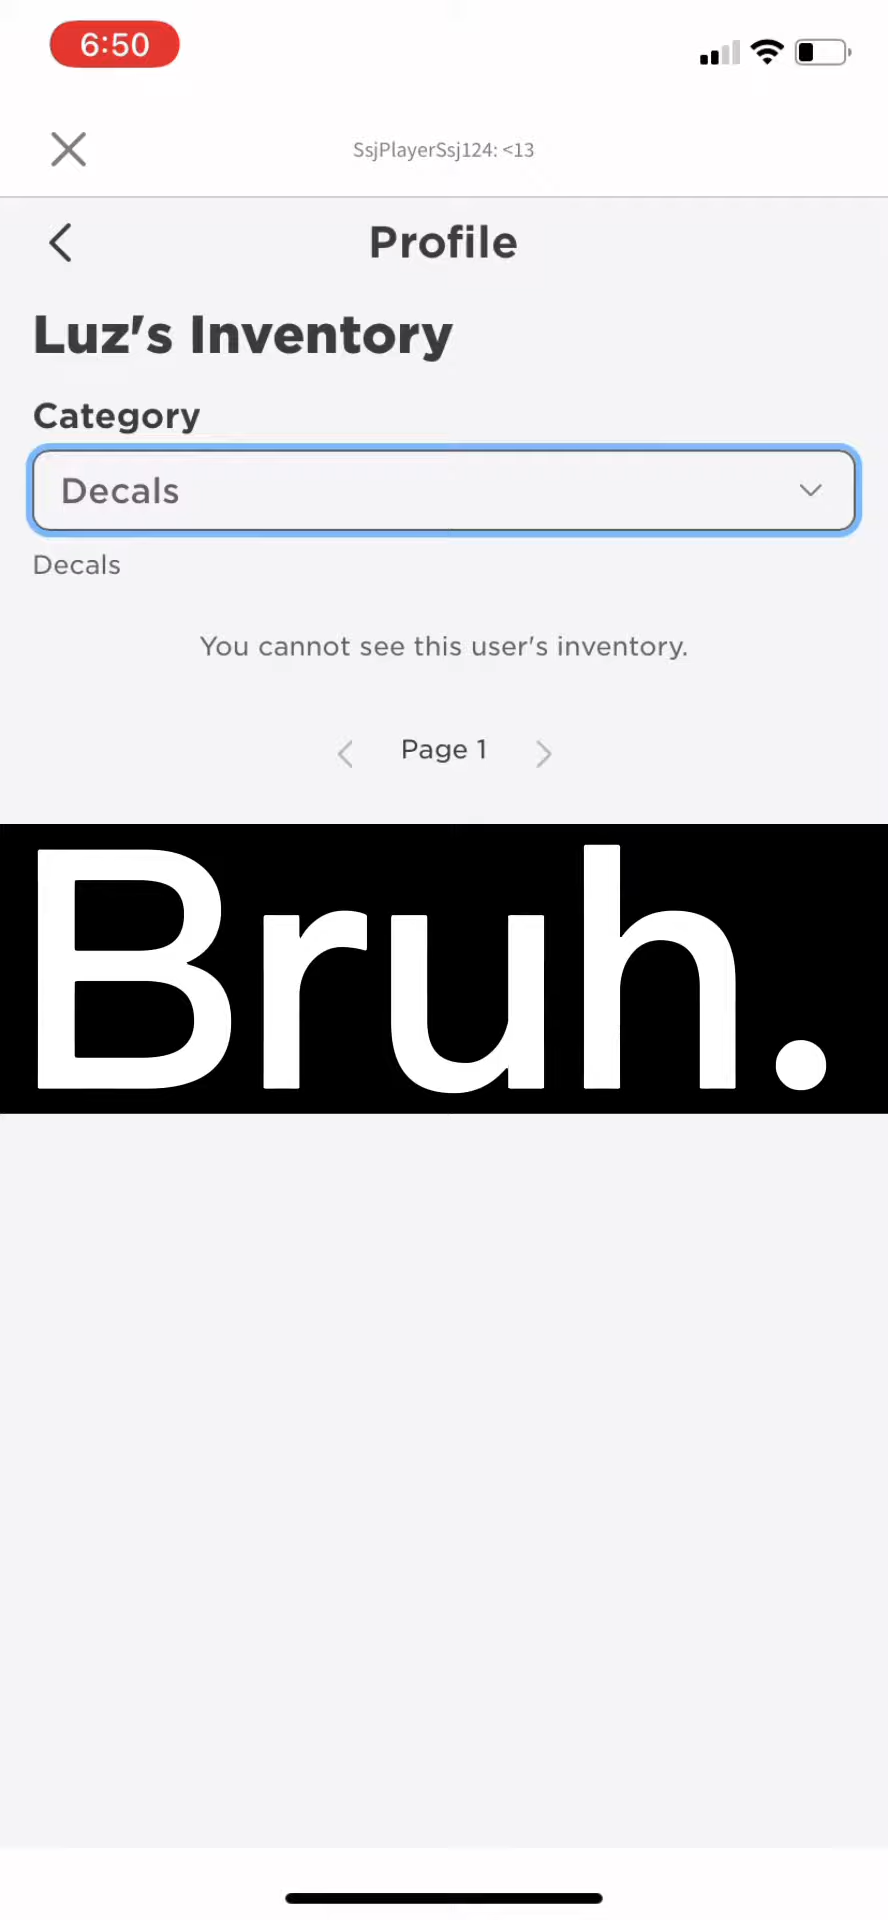 6:50
SsjPlayerSsj124: <13
Profile
Luz's Inventory
Category
Decals
Decals
You cannot see this user's inventory.
Page 1
Bruh.